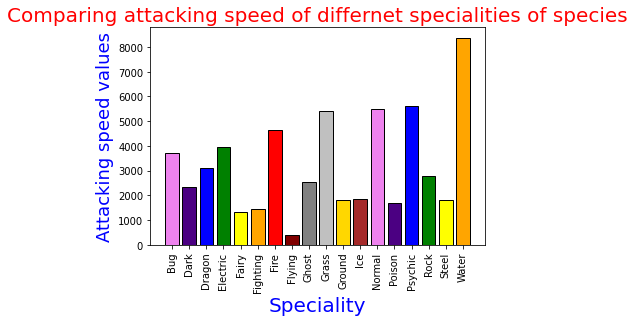 Comparing attacking speed of differnet specialities of species
Attacking speed values
8000
7000
6000
5000
4000
3000
2000
1000
0
Bug
Dark
Dragon
Electric
Fairy
Fighting
Fire
Flying
Ghost
Grass
Ground
Ice
Normal
Poison
Psychic
Rock
Steel
Water
Speciality